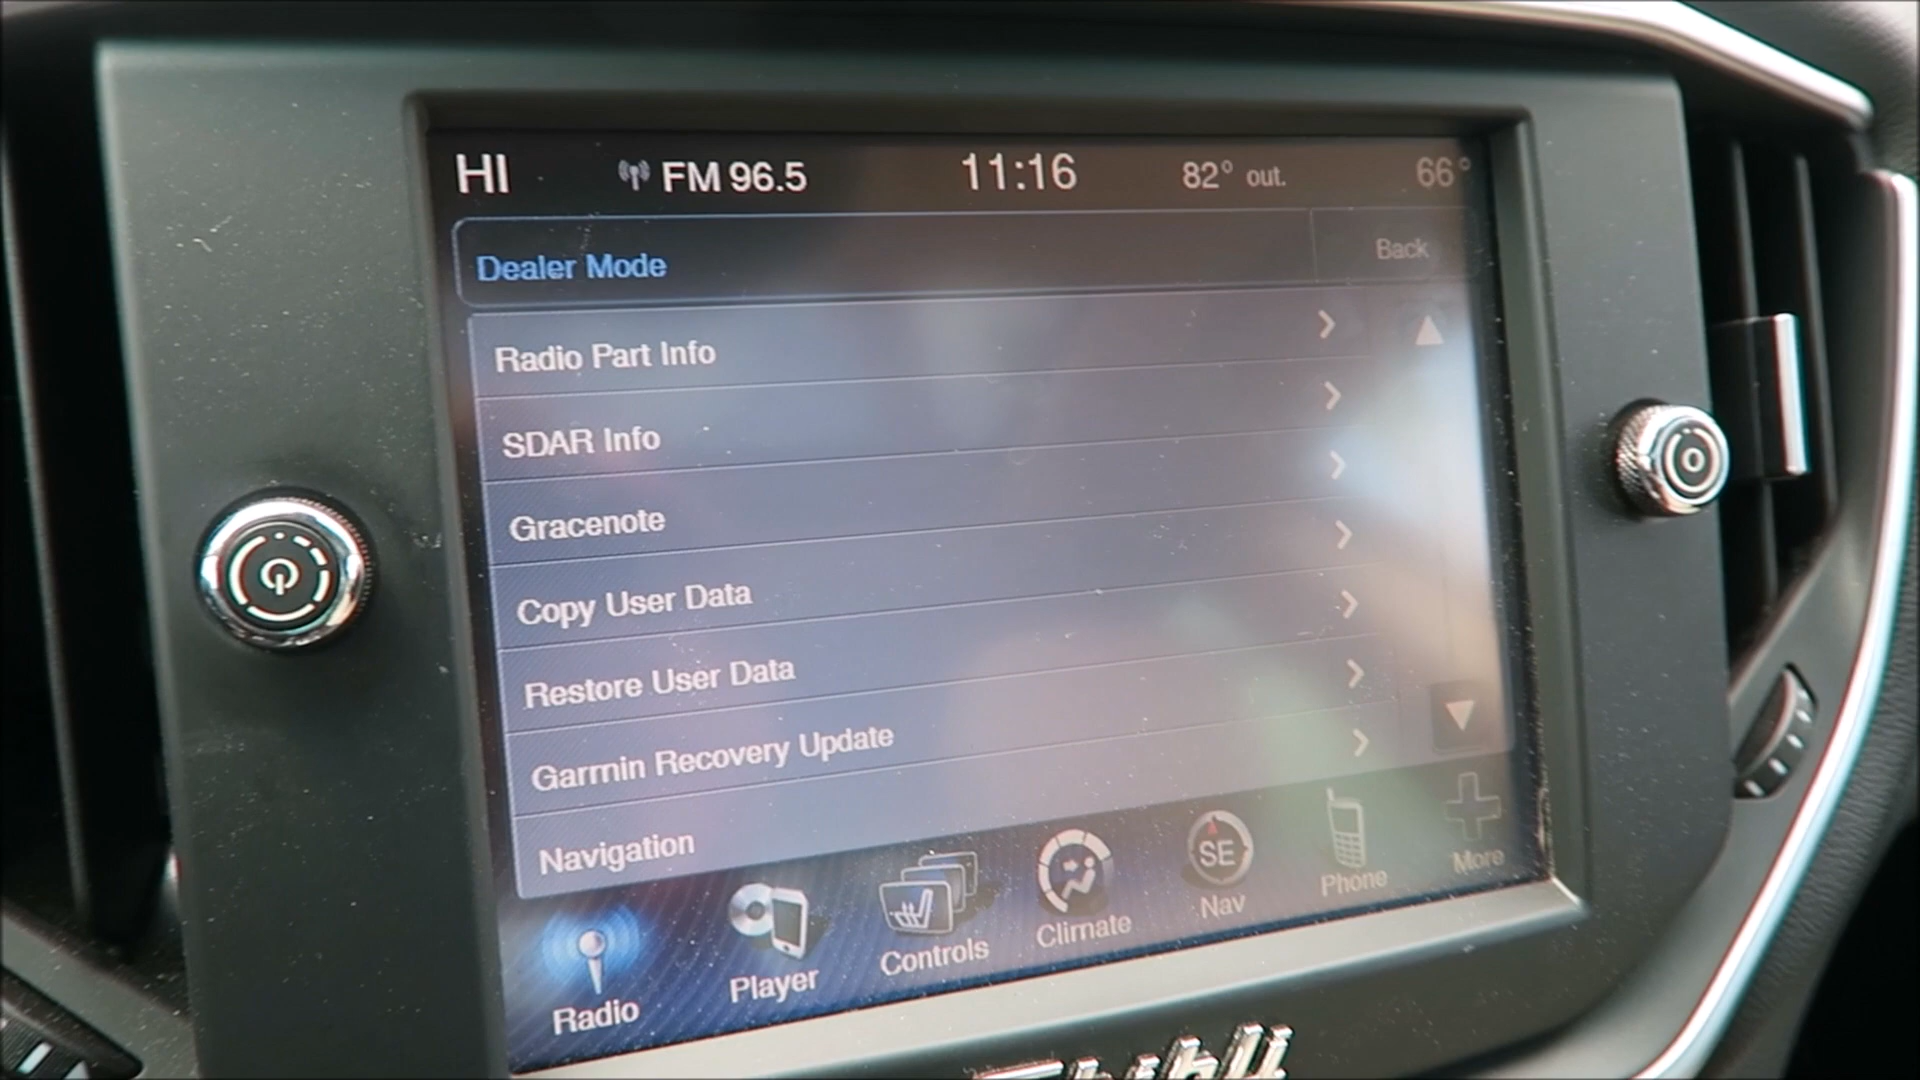 HI FM 96.5 11:16 82° out. 66°
Dealer Mode Back
Radio Part Info
SDAR Info
Gracenote
Copy User Data
Restore User Data
Garmin Recovery Update
Navigation
Radio Player Controls Climate SE Nav Phone More